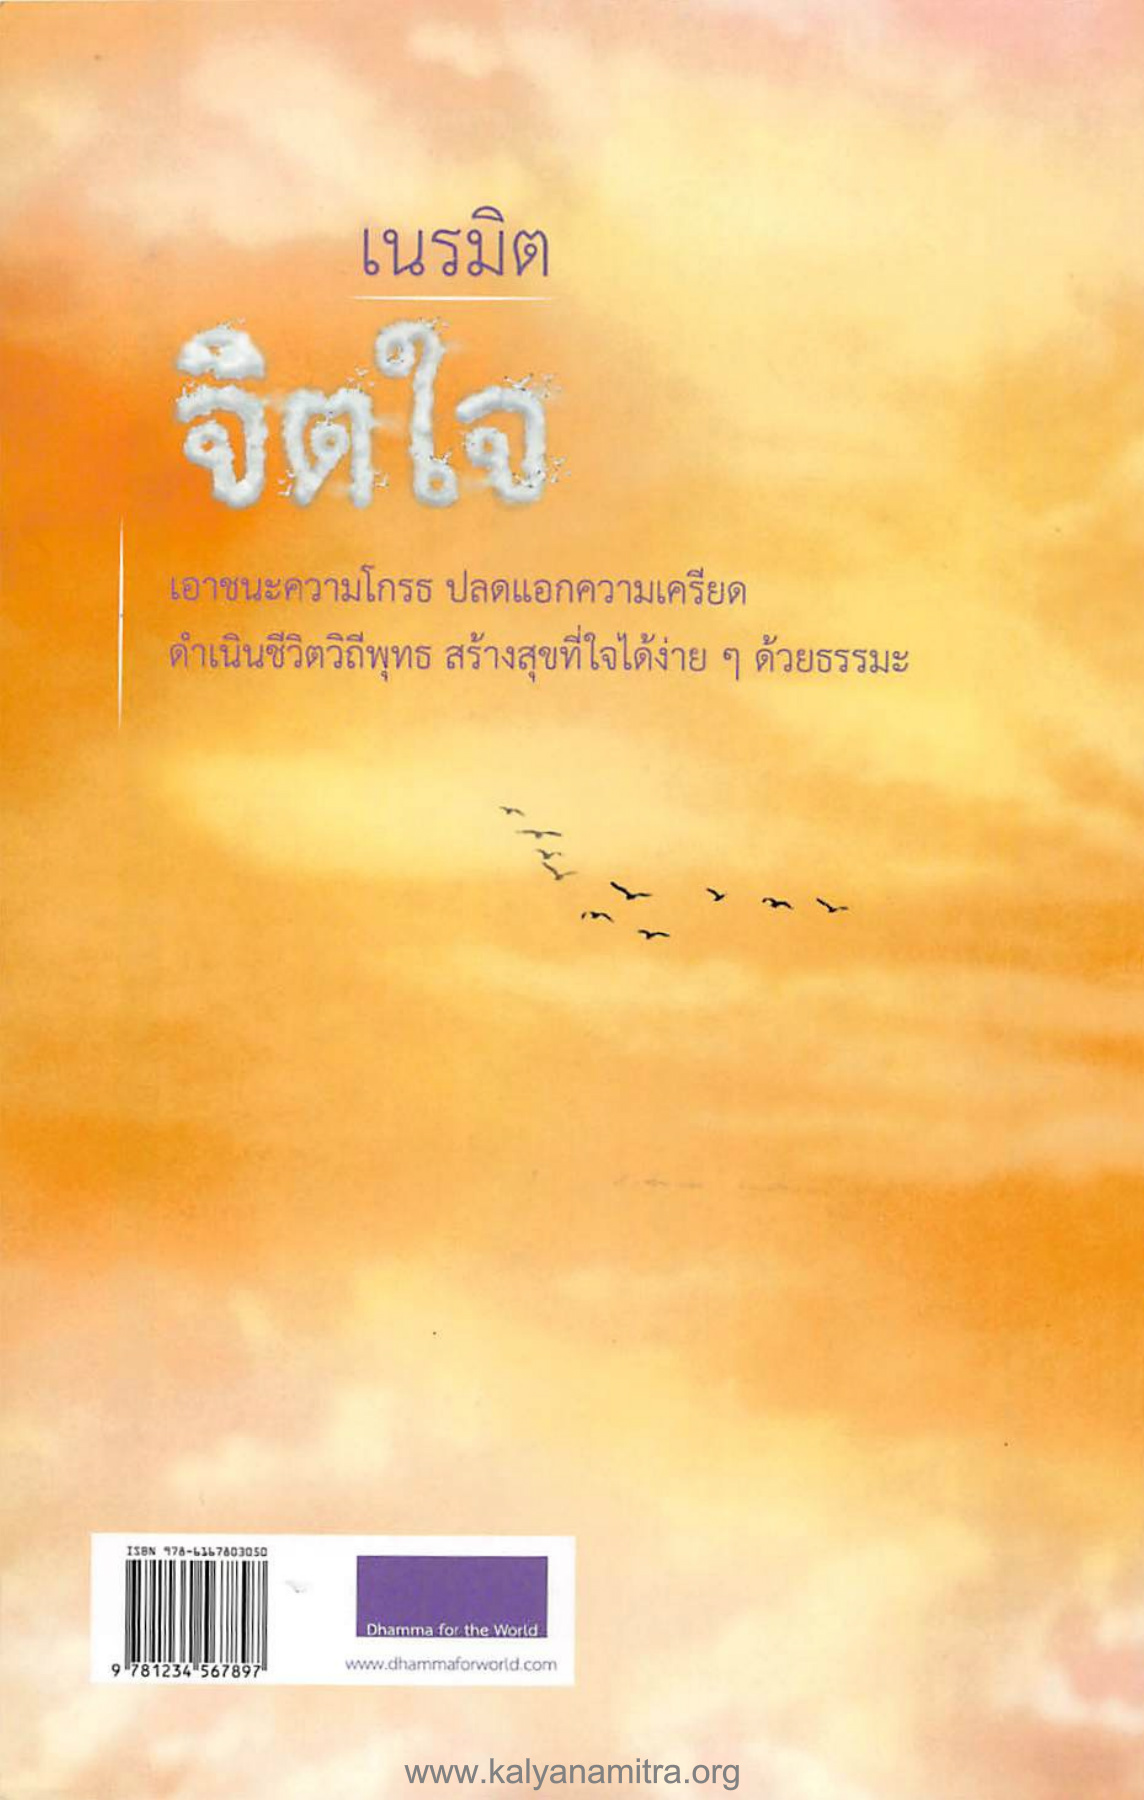 เนรมิต
จิตใจ
เอาชนะความโกรธ ปลดแอกความเครียด
ดำเนินชีวิตวิถีพุทธ สร้างสุขที่ใจได้ง่าย ๆ ด้วยธรรมะ
ISBN 978-6167803050
9 781234 567897
Dhamma for the World
www.dhammaforworld.com
www.kalyanamitra.org